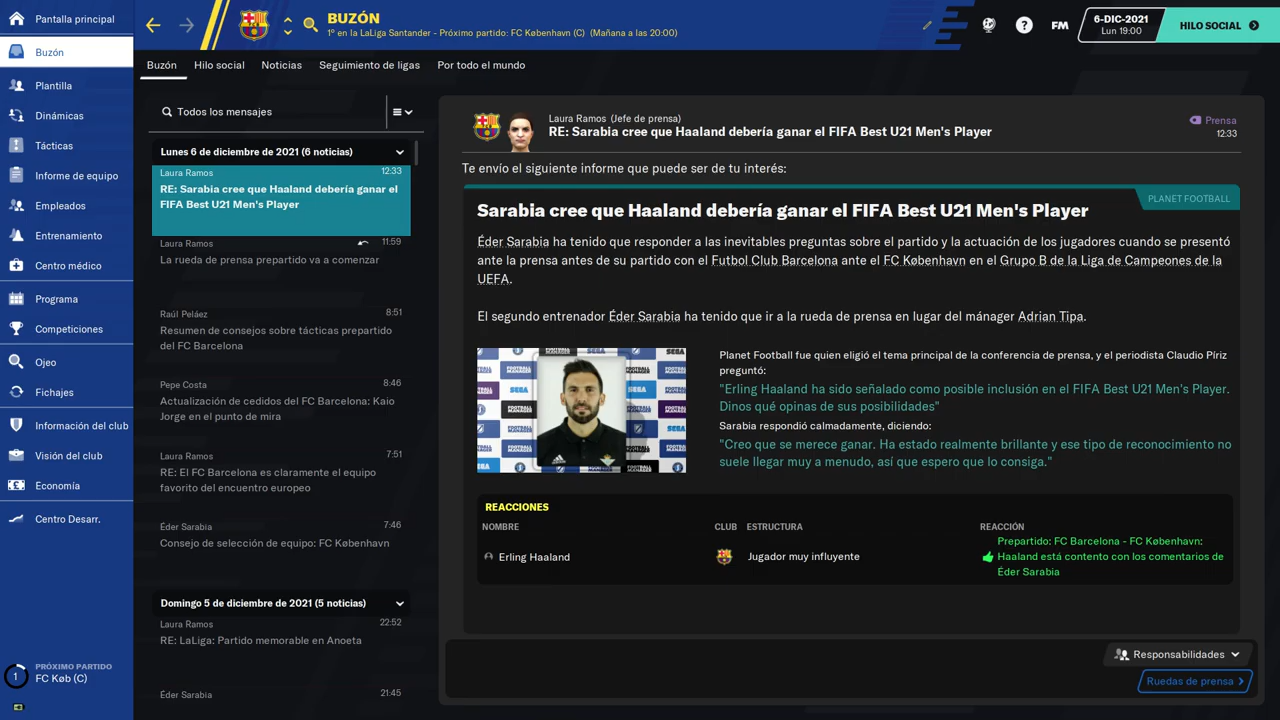 Pantalla principal
Buzón
Plantilla
Dinámicas
Tácticas
Informe de equipo
Empleados
Entrenamiento
Centro médico
Programa
Competiciones
Ojeo
Fichajes
Información del club
Visión del club
Economía
Centro Desarr.
1
PRÓXIMO PARTIDO
FC Køb (C)
BUZÓN
1º en la LaLiga Santander - Próximo partido: FC København (C) (Mañana a las 20:00)
?
FM
6-DIC-2021
Lun 19:00
HILO SOCIAL
Buzón
Hilo social
Noticias
Seguimiento de ligas
Por todo el mundo
Todos los mensajes
Lunes 6 de diciembre de 2021 (6 noticias)
Laura Ramos 12:33
RE: Sarabia cree que Haaland debería ganar el
FIFA Best U21 Men's Player
Laura Ramos 11:59
La rueda de prensa prepartido va a comenzar
Raúl Peláez 8:51
Resumen de consejos sobre tácticas prepartido
del FC Barcelona
Pepe Costa 8:46
Actualización de cedidos del FC Barcelona: Kaio
Jorge en el punto de mira
Laura Ramos 7:51
RE: El FC Barcelona es claramente el equipo
favorito del encuentro europeo
Éder Sarabia 7:46
Consejo de selección de equipo: FC København
Domingo 5 de diciembre de 2021 (5 noticias)
Laura Ramos 22:52
RE: LaLiga: Partido memorable en Anoeta
Éder Sarabia 21:45
Laura Ramos (Jefe de prensa)
RE: Sarabia cree que Haaland debería ganar el FIFA Best U21 Men's Player
Prensa
12:33
Te envío el siguiente informe que puede ser de tu interés:
PLANET FOOTBALL
Sarabia cree que Haaland debería ganar el FIFA Best U21 Men's Player
Éder Sarabia ha tenido que responder a las inevitables preguntas sobre el partido y la actuación de los jugadores cuando se presentó
ante la prensa antes de su partido con el Futbol Club Barcelona ante el FC København en el Grupo B de la Liga de Campeones de la
UEFA.
El segundo entrenador Éder Sarabia ha tenido que ir a la rueda de prensa en lugar del mánager Adrian Tipa.
SEGA
Planet Football fue quien eligió el tema principal de la conferencia de prensa, y el periodista Claudio Píriz
preguntó:
"Erling Haaland ha sido señalado como posible inclusión en el FIFA Best U21 Men's Player.
Dinos qué opinas de sus posibilidades"
Sarabia respondió calmadamente, diciendo:
"Creo que se merece ganar. Ha estado realmente brillante y ese tipo de reconocimiento no
suele llegar muy a menudo, así que espero que lo consiga."
REACCIONES
NOMBRE CLUB ESTRUCTURA REACCIÓN
Erling Haaland Jugador muy influyente
Prepartido: FC Barcelona - FC København:
Haaland está contento con los comentarios de
Éder Sarabia
Responsabilidades
Ruedas de prensa